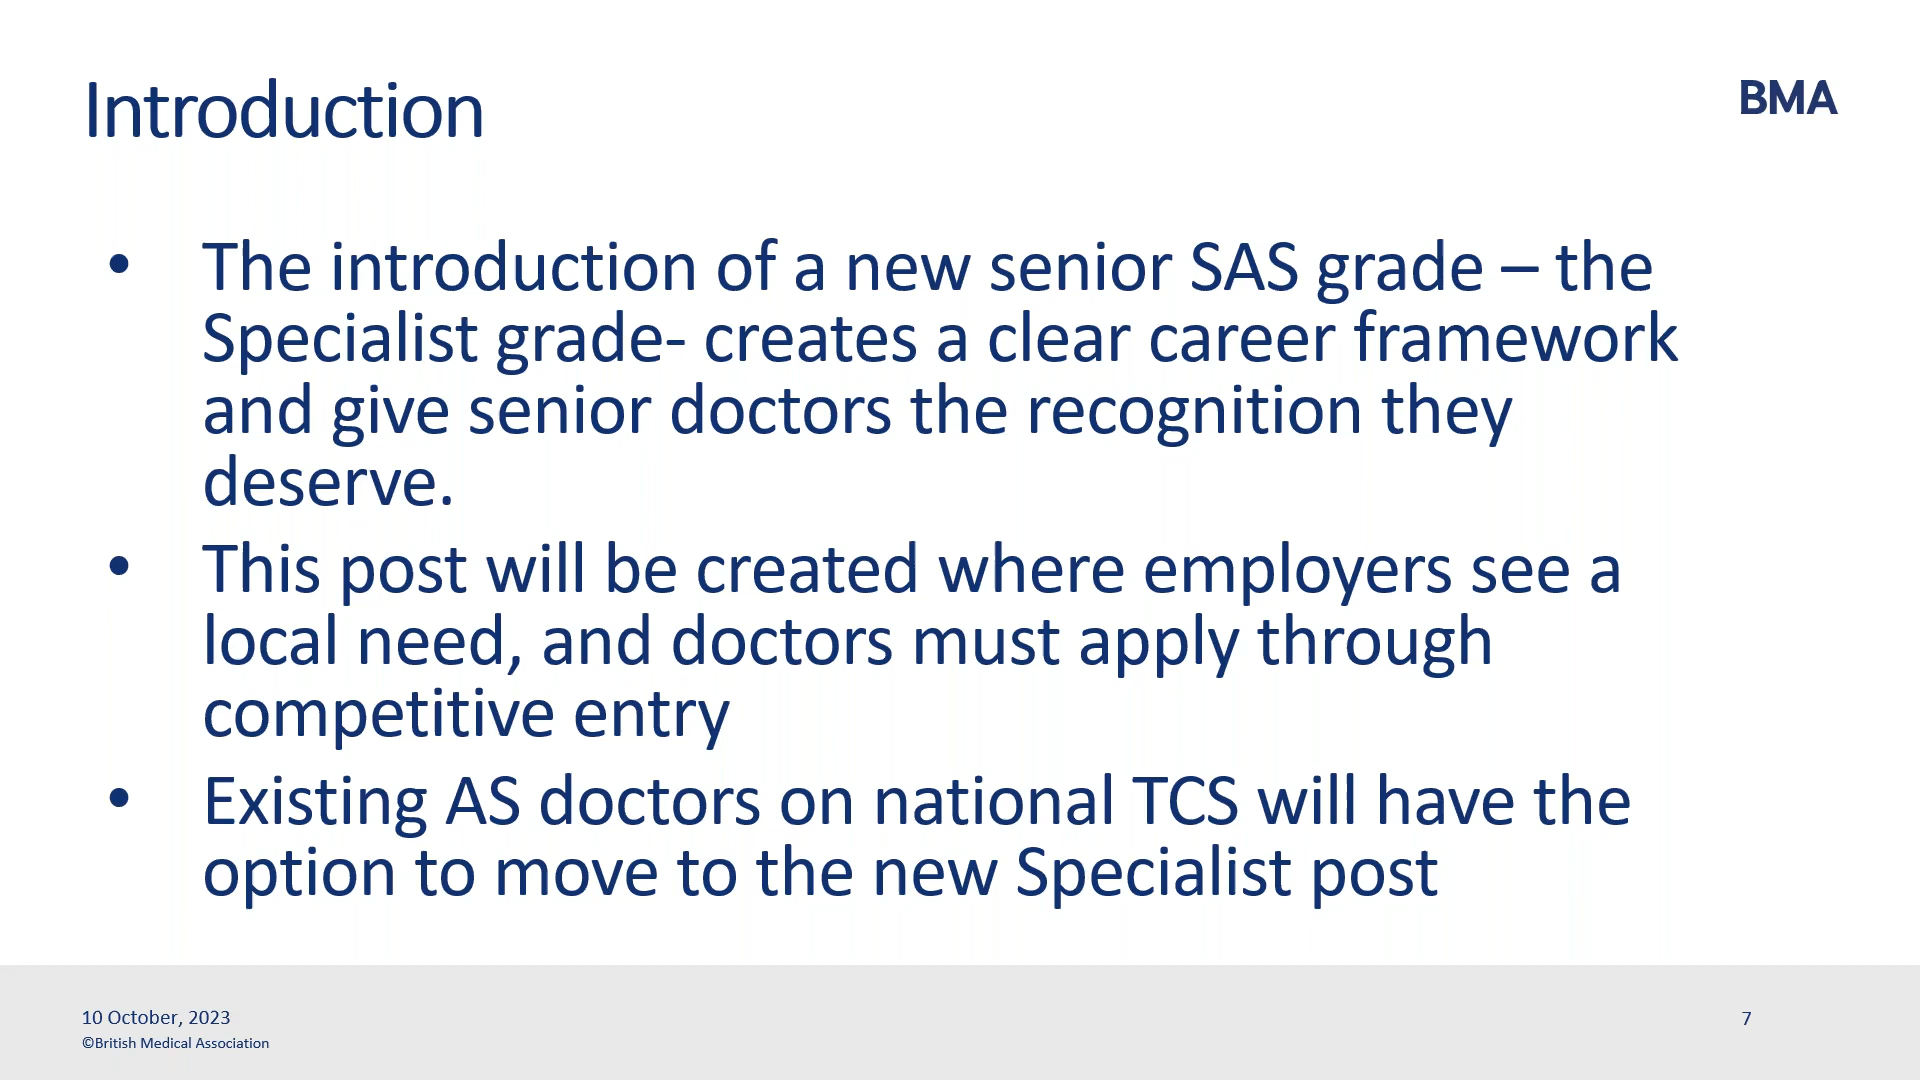 Introduction
BMA
• The introduction of a new senior SAS grade – the
Specialist grade- creates a clear career framework
and give senior doctors the recognition they
deserve.
• This post will be created where employers see a
local need, and doctors must apply through
competitive entry
• Existing AS doctors on national TCS will have the
option to move to the new Specialist post
10 October, 2023
©British Medical Association
7